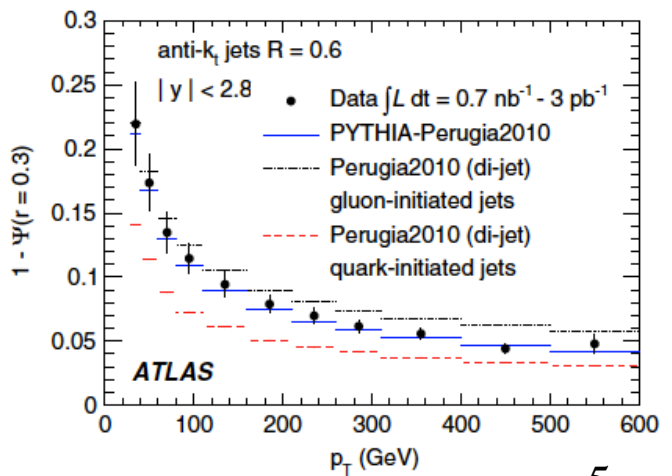 anti-kt jets R = 0.6
| y | < 2.8
Data ∫L dt = 0.7 nb⁻¹ - 3 pb⁻¹
PYTHIA-Perugia2010
Perugia2010 (di-jet)
gluon-initiated jets
Perugia2010 (di-jet)
quark-initiated jets
ATLAS
1 - Ψ(r = 0.3)
0.3
0.25
0.2
0.15
0.1
0.05
0
0 100 200 300 400 500 600
pT (GeV)
5